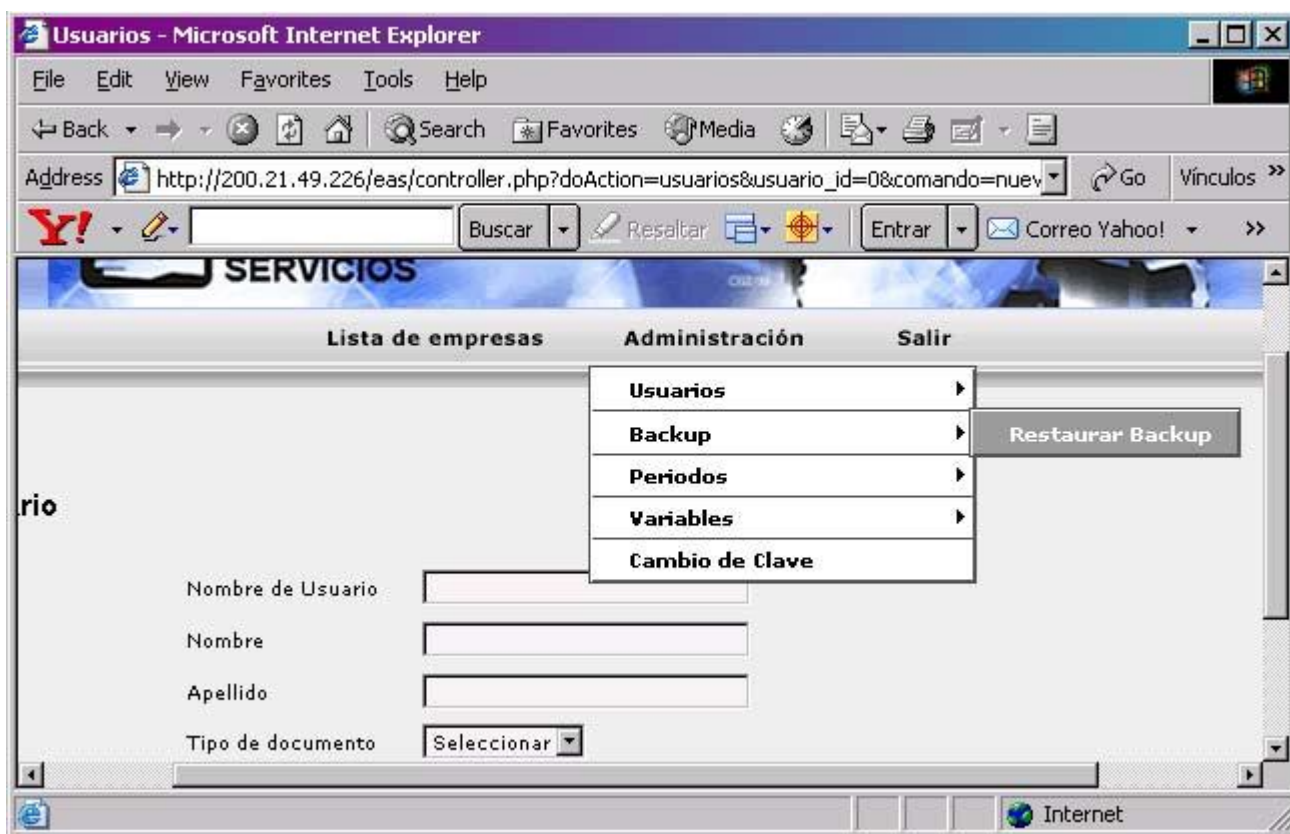 Usuarios - Microsoft Internet Explorer
File Edit View Favorites Tools Help
Back Search Favorites Media
Address http://200.21.49.226/eas/controller.php?doAction=usuarios&usuario_id=0&comando=nuev Go Vínculos »
Y! Buscar Resaltar Entrar Correo Yahoo! »
SERVICIOS
Lista de empresas Administración Salir
Usuarios
Backup Restaurar Backup
Periodos
rio
Variables
Cambio de Clave
Nombre de Usuario
Nombre
Apellido
Tipo de documento Seleccionar
Internet